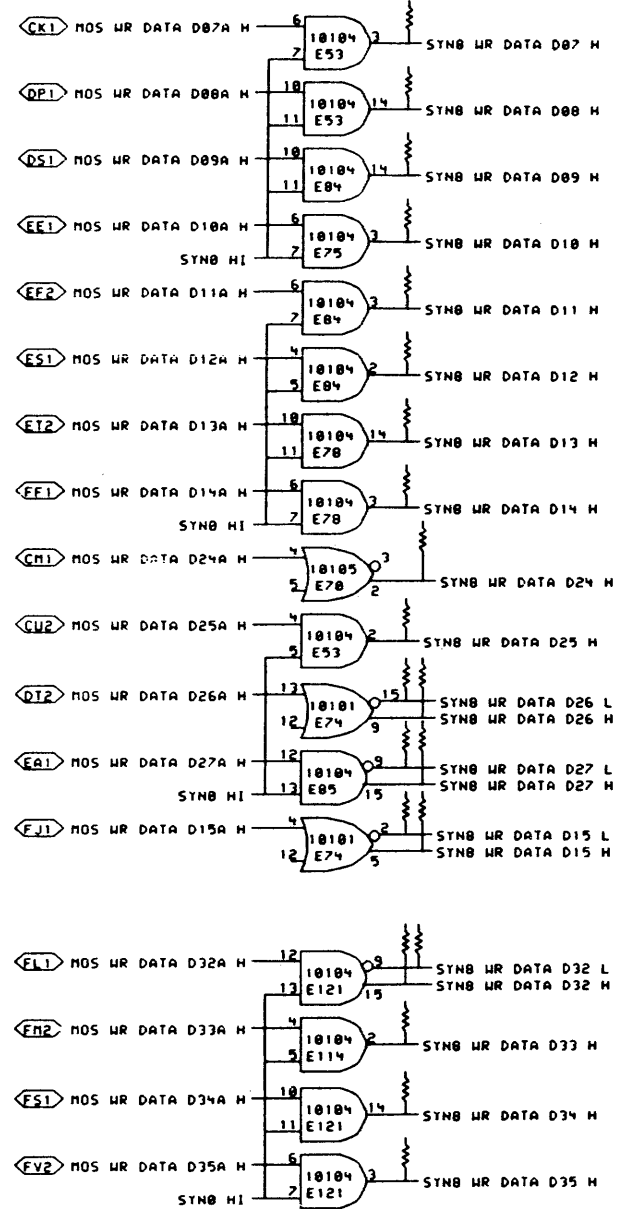 CK1 MOS WR DATA D07A H 6 7 10104 E53 3 SYN8 WR DATA D07 H
DP1 MOS WR DATA D08A H 10 11 10104 E53 14 SYN8 WR DATA D08 H
DS1 MOS WR DATA D09A H 10 11 10104 E84 14 SYN8 WR DATA D09 H
EE1 MOS WR DATA D10A H 6 7 10104 E75 3 SYN8 WR DATA D10 H
SYN0 HI
EF2 MOS WR DATA D11A H 6 7 10104 E84 3 SYN8 WR DATA D11 H
ES1 MOS WR DATA D12A H 4 5 10104 E84 2 SYN8 WR DATA D12 H
ET2 MOS WR DATA D13A H 10 11 10104 E78 14 SYN8 WR DATA D13 H
FF1 MOS WR DATA D14A H 6 7 10104 E78 3 SYN8 WR DATA D14 H
SYN0 HI
CM1 MOS WR DATA D24A H 4 5 10105 E70 3 2 SYN8 WR DATA D24 H
CU2 MOS WR DATA D25A H 4 5 10104 E53 2 SYN8 WR DATA D25 H
DT2 MOS WR DATA D26A H 13 12 10101 E74 15 SYN8 WR DATA D26 L
9 SYN8 WR DATA D26 H
EA1 MOS WR DATA D27A H 12 13 10104 E85 9 SYN8 WR DATA D27 L
15 SYN8 WR DATA D27 H
SYN0 HI
FJ1 MOS WR DATA D15A H 4 12 10101 E74 2 SYN8 WR DATA D15 L
5 SYN8 WR DATA D15 H
FL1 MOS WR DATA D32A H 12 13 10104 E121 9 SYN8 WR DATA D32 L
15 SYN8 WR DATA D32 H
FM2 MOS WR DATA D33A H 4 5 10104 E114 2 SYN8 WR DATA D33 H
FS1 MOS WR DATA D34A H 10 11 10104 E121 14 SYN8 WR DATA D34 H
FV2 MOS WR DATA D35A H 6 7 10104 E121 3 SYN8 WR DATA D35 H
SYN0 HI